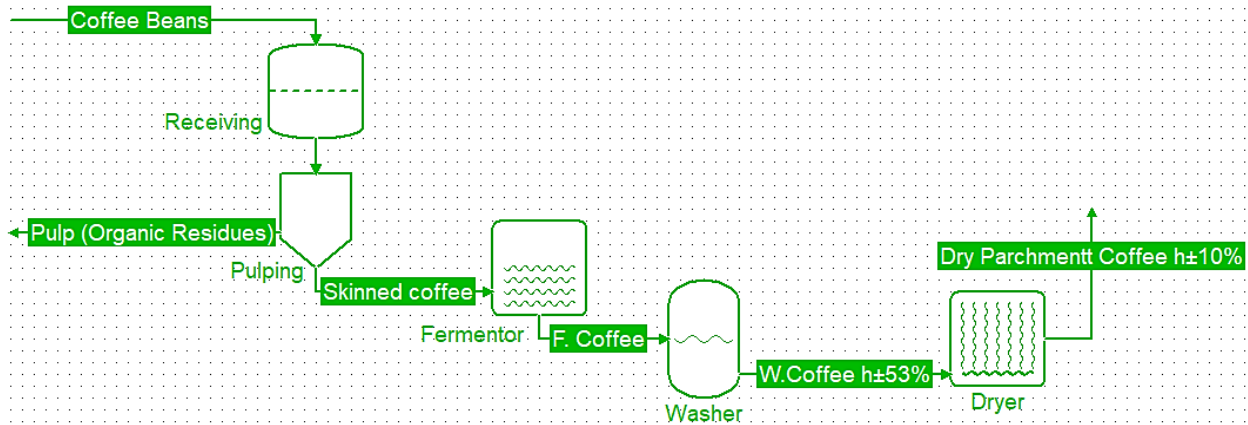 Coffee Beans
Receiving
Pulp (Organic Residues)
Pulping
Skinned coffee
Fermentor
F. Coffee
Washer
W.Coffee h±53%
Dryer
Dry Parchmentt Coffee h±10%